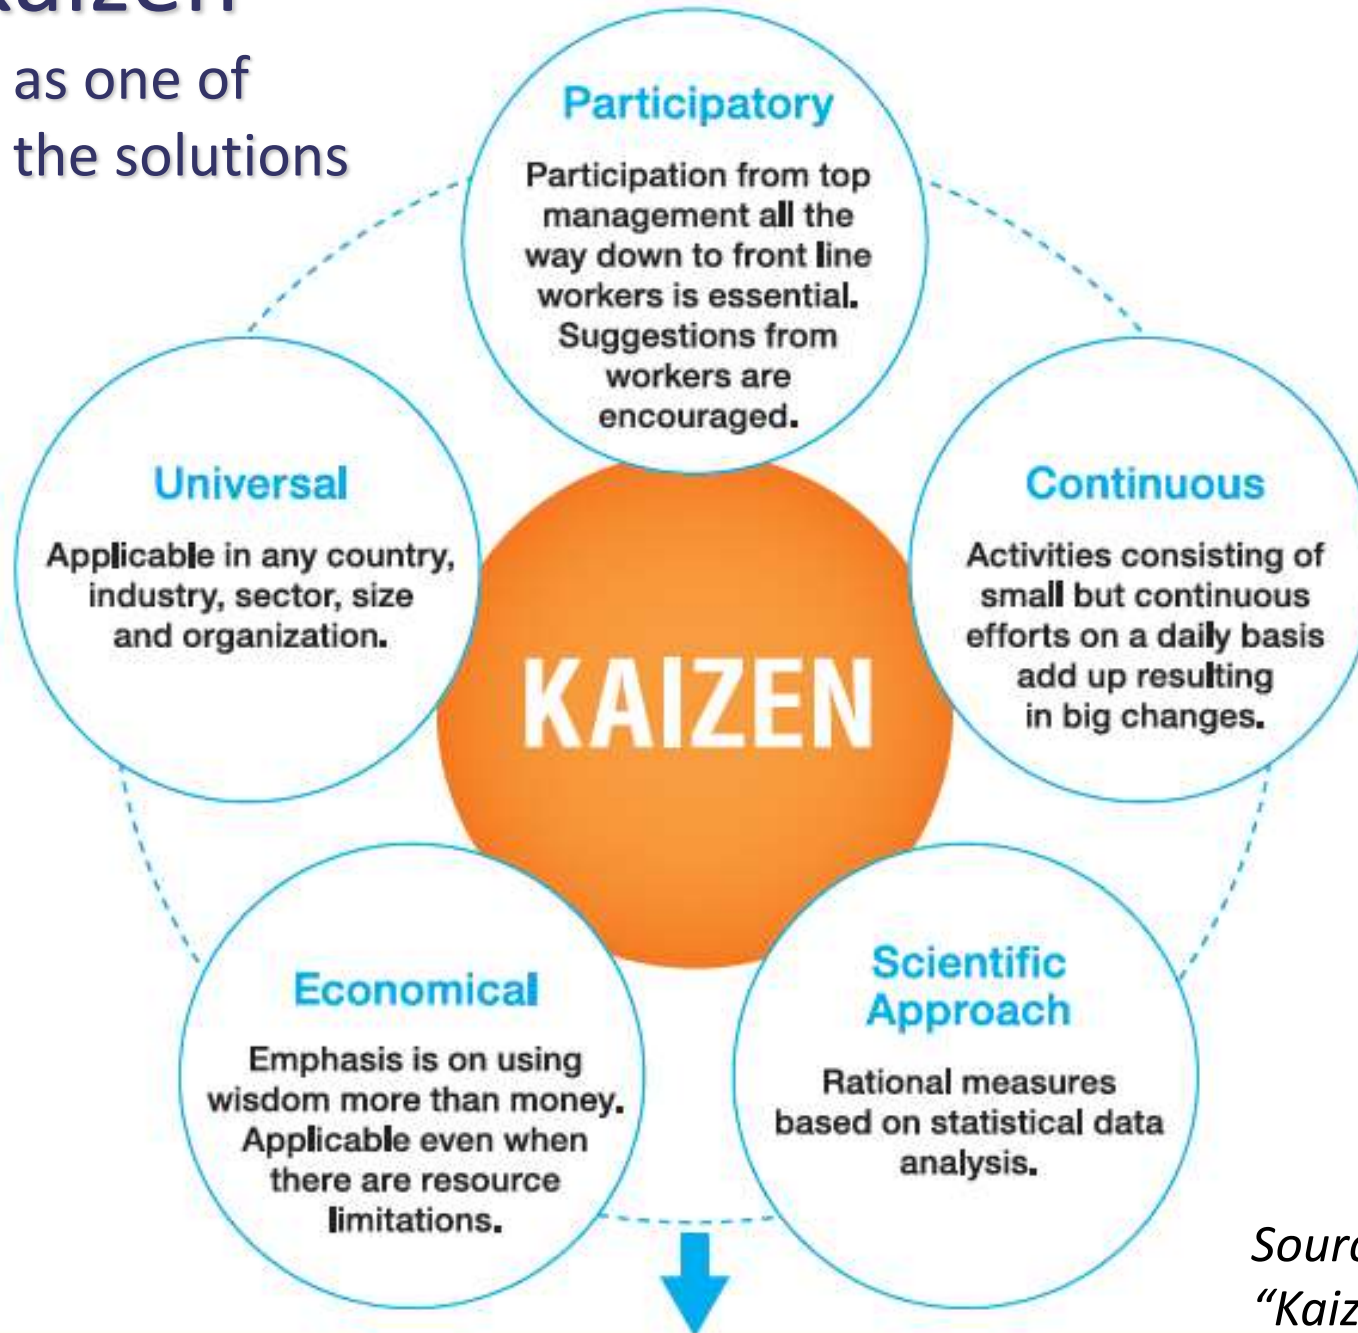 as one of
the solutions
Participatory
Participation from top
management all the
way down to front line
workers is essential.
Suggestions from
workers are
encouraged.
Universal
Applicable in any country,
industry, sector, size
and organization.
Continuous
Activities consisting of
small but continuous
efforts on a daily basis
add up resulting
in big changes.
KAIZEN
Economical
Emphasis is on using
wisdom more than money.
Applicable even when
there are resource
limitations.
Scientific
Approach
Rational measures
based on statistical data
analysis.